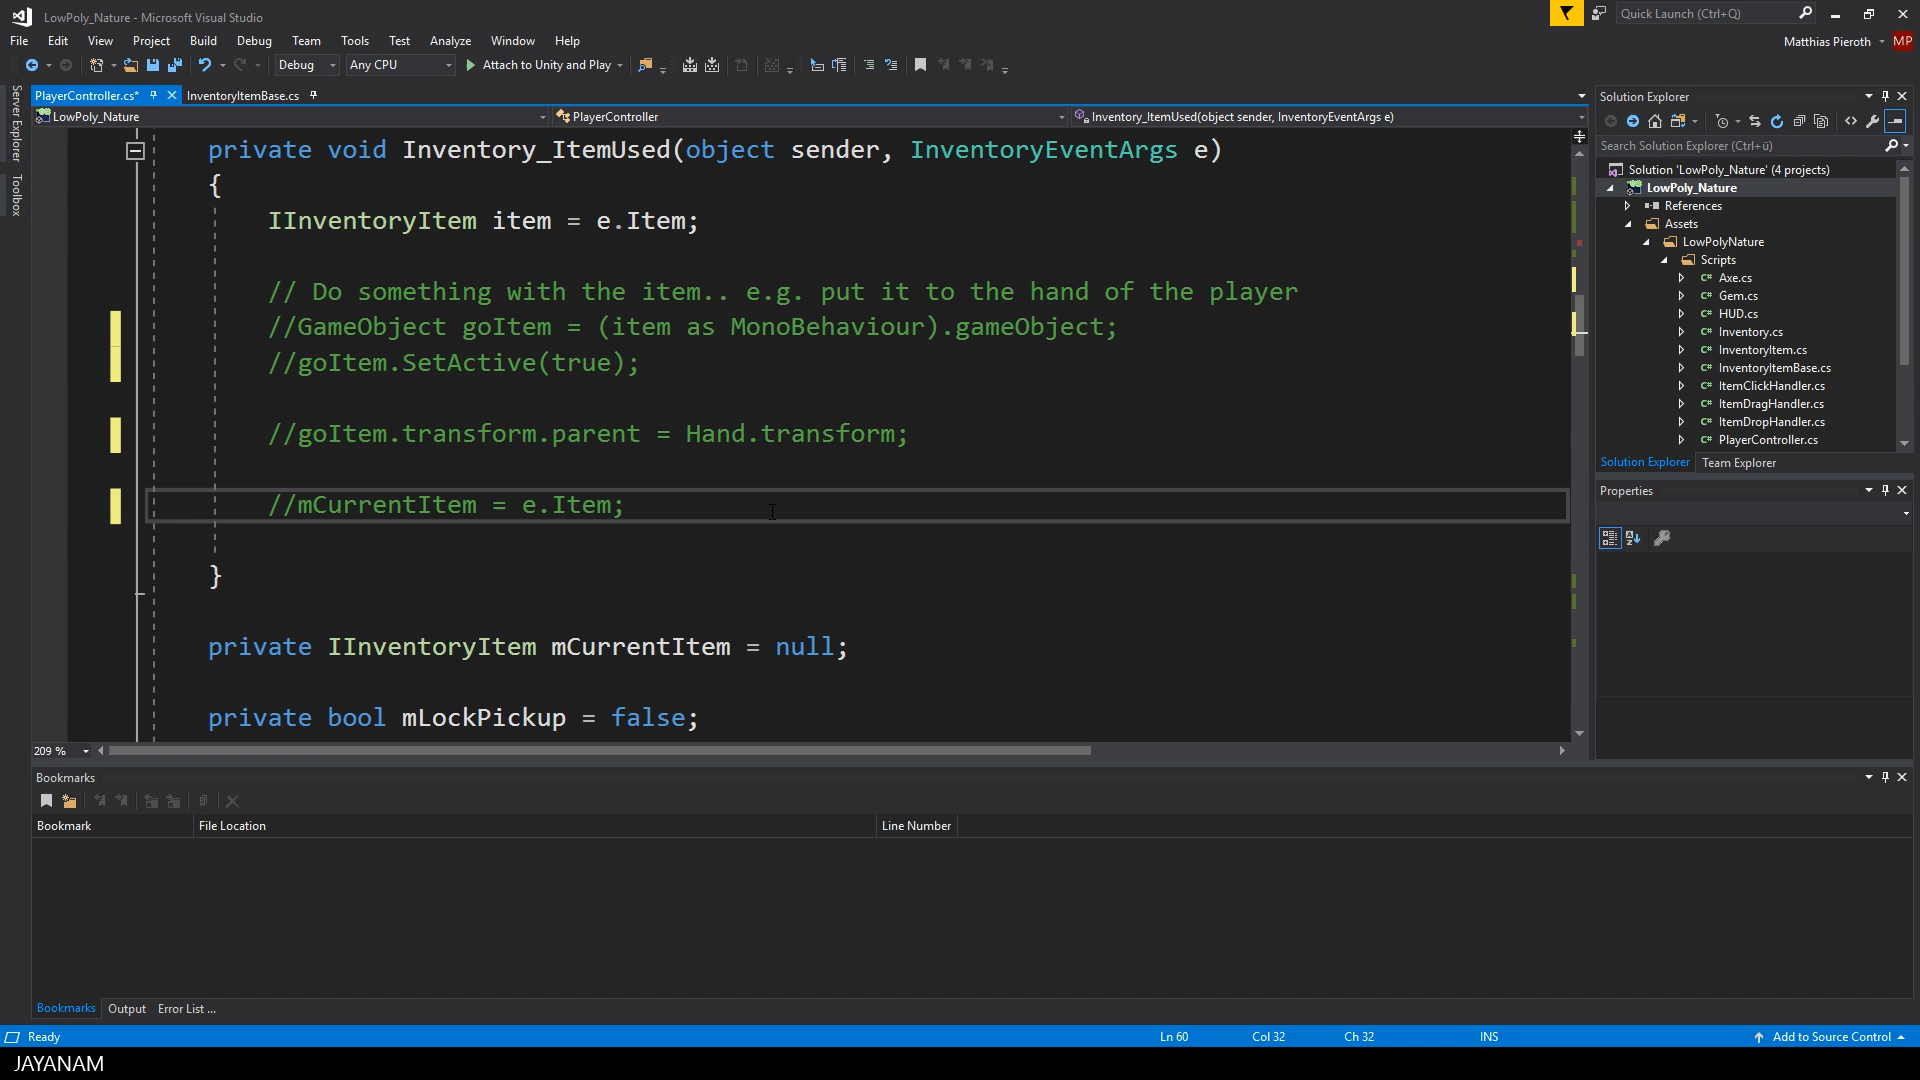 LowPoly_Nature - Microsoft Visual Studio
Quick Launch (Ctrl+Q)
File Edit View Project Build Debug Team Tools Test Analyze Window Help
Matthias Pieroth MP
Debug Any CPU Attach to Unity and Play
Server Explorer
Toolbox
PlayerController.cs* InventoryItemBase.cs
LowPoly_Nature PlayerController Inventory_ItemUsed(object sender, InventoryEventArgs e)
private void Inventory_ItemUsed(object sender, InventoryEventArgs e)
{
IInventoryItem item = e.Item;
// Do something with the item.. e.g. put it to the hand of the player
//GameObject goItem = (item as MonoBehaviour).gameObject;
//goItem.SetActive(true);
//goItem.transform.parent = Hand.transform;
//mCurrentItem = e.Item;
}
private IInventoryItem mCurrentItem = null;
private bool mLockPickup = false;
209 %
Solution Explorer
Search Solution Explorer (Ctrl+ü)
Solution 'LowPoly_Nature' (4 projects)
LowPoly_Nature
References
Assets
LowPolyNature
Scripts
C# Axe.cs
C# Gem.cs
C# HUD.cs
C# Inventory.cs
C# InventoryItem.cs
C# InventoryItemBase.cs
C# ItemClickHandler.cs
C# ItemDragHandler.cs
C# ItemDropHandler.cs
C# PlayerController.cs
Solution Explorer Team Explorer
Properties
Bookmarks
Bookmark File Location Line Number
Bookmarks Output Error List ...
Ready Ln 60 Col 32 Ch 32 INS Add to Source Control
JAYANAM